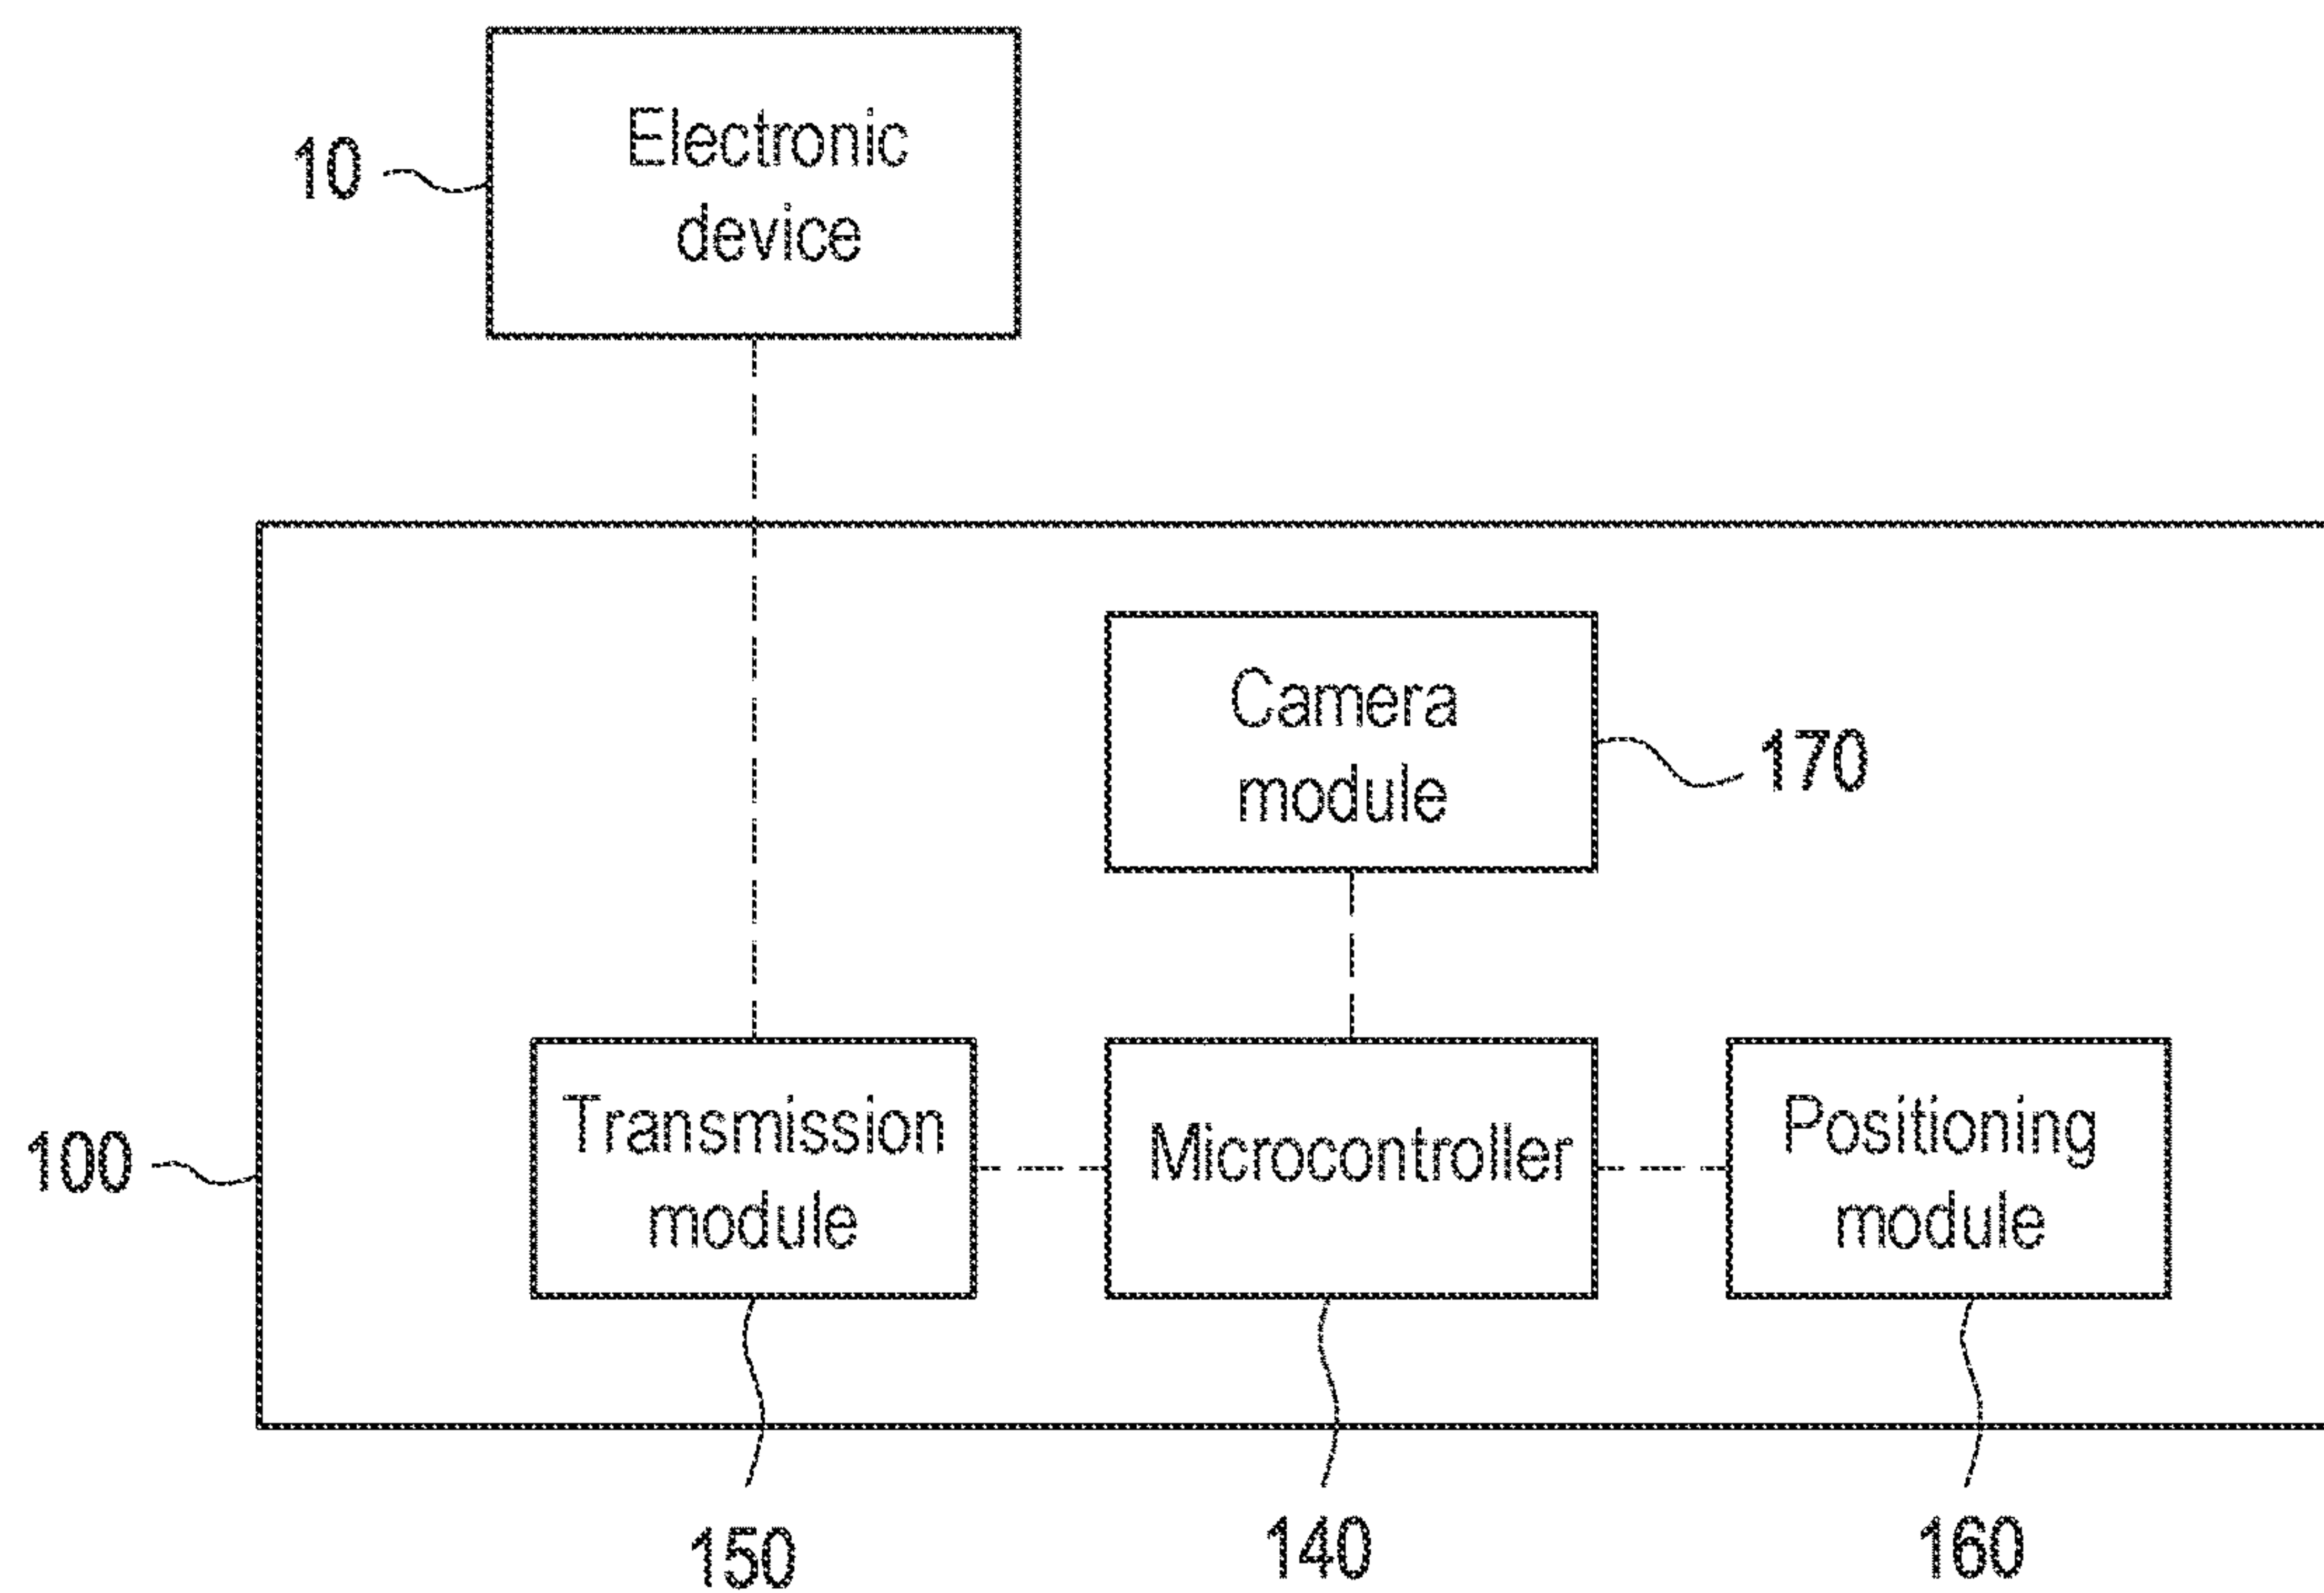 Electronic
device
10
Camera
module
170
Transmission
module
Microcontroller
Positioning
module
100
150
140
160